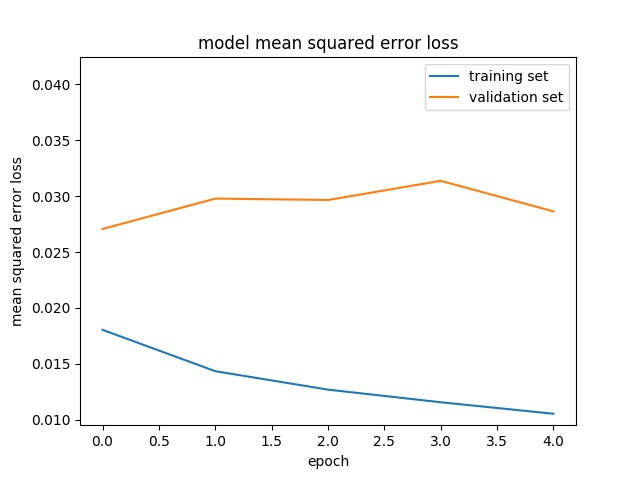 model mean squared error loss
training set
validation set
0.040
0.035
0.030
0.025
0.020
0.015
0.010
mean squared error loss
0.0 0.5 1.0 1.5 2.0 2.5 3.0 3.5 4.0
epoch